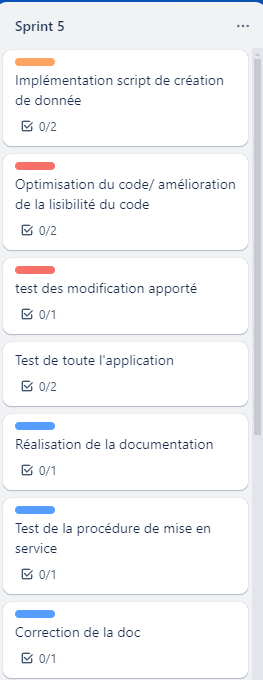 Sprint 5
Implémentation script de création
de donnée
0/2
Optimisation du code/ amélioration
de la lisibilité du code
0/2
test des modification apporté
0/1
Test de toute l'application
0/2
Réalisation de la documentation
0/1
Test de la procédure de mise en
service
0/1
Correction de la doc
0/1